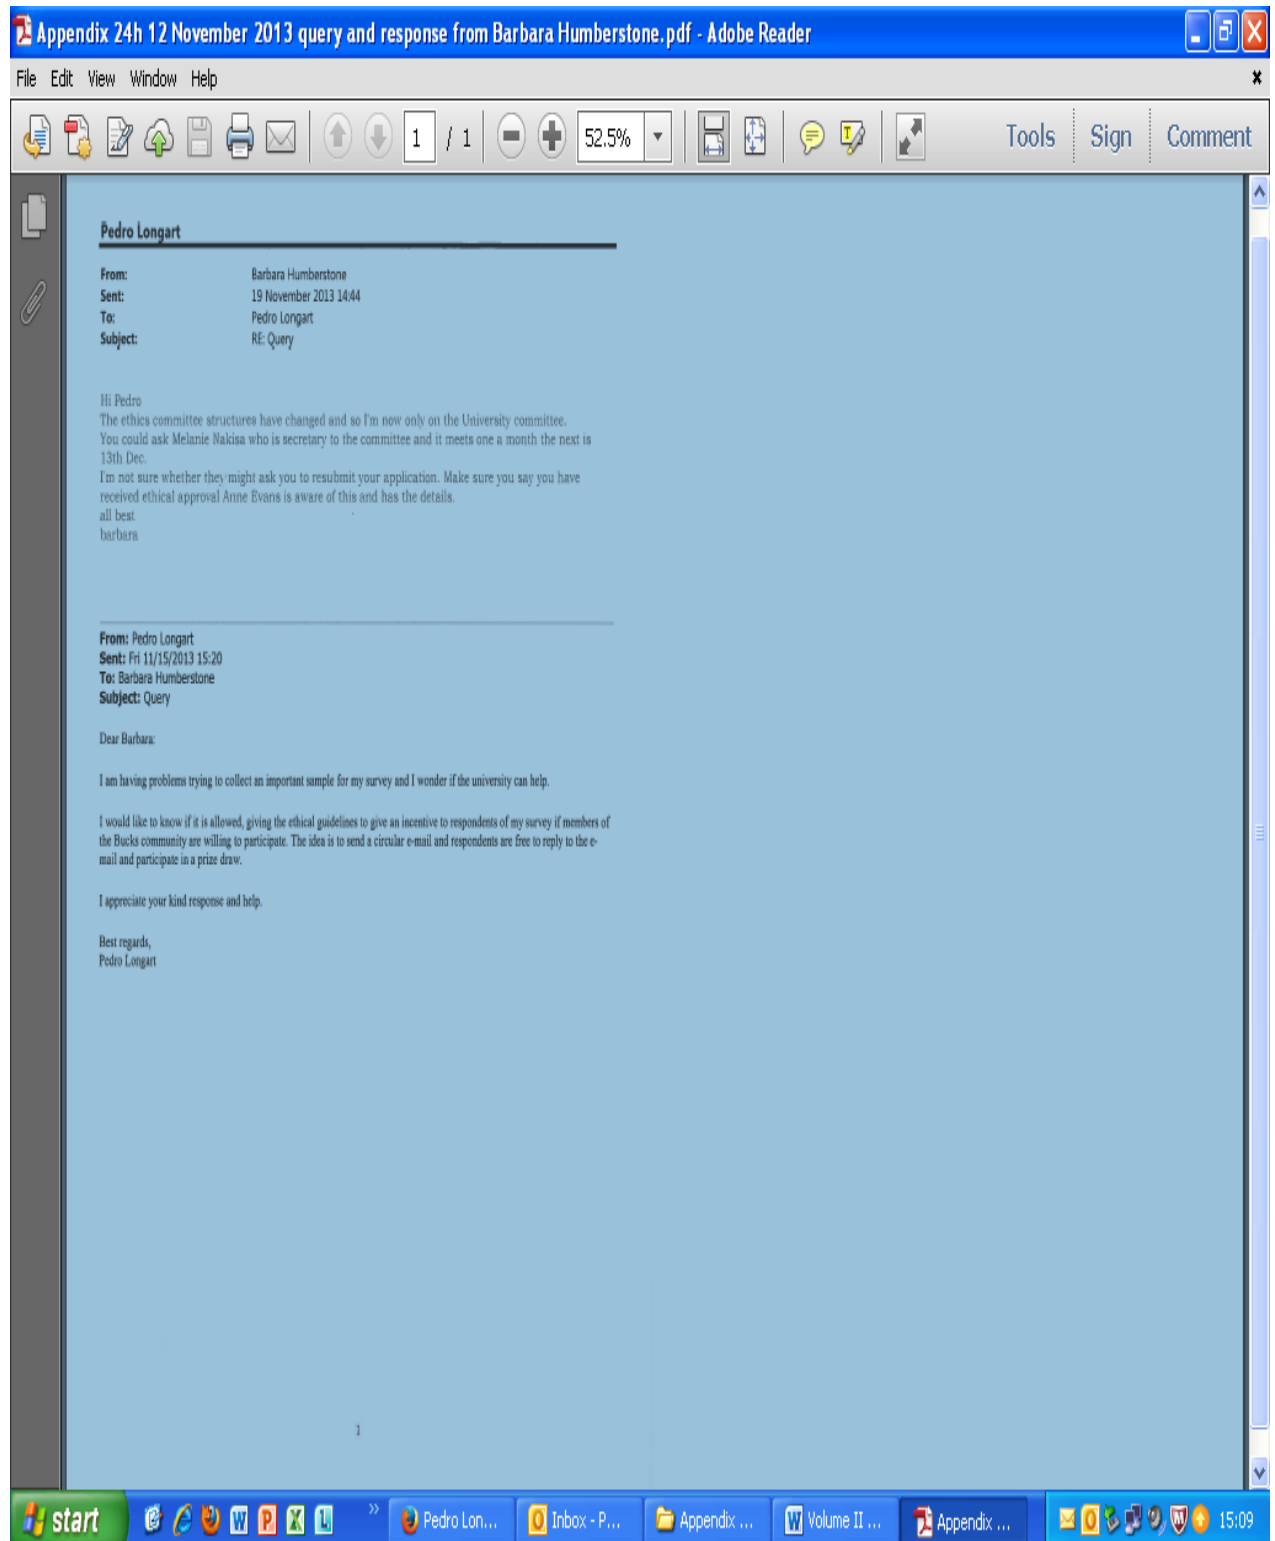 Appendix 24h 12 November 2013 query and response from Barbara Humberstone.pdf - Adobe Reader
File Edit View Window Help
1 / 1 52.5% Tools Sign Comment
Pedro Longart
From: Barbara Humberstone
Sent: 19 November 2013 14:44
To: Pedro Longart
Subject: RE: Query
Hi Pedro
The ethics committee structures have changed and so I'm now only on the University committee.
You could ask Melanie Nakisa who is secretary to the committee and it meets one a month the next is
13th Dec.
I'm not sure whether they might ask you to resubmit your application. Make sure you say you have
received ethical approval Anne Evans is aware of this and has the details.
all best
barbara
From: Pedro Longart
Sent: Fri 11/15/2013 15:20
To: Barbara Humberstone
Subject: Query
Dear Barbara:
I am having problems trying to collect an important sample for my survey and I wonder if the university can help.
I would like to know if it is allowed, giving the ethical guidelines to give an incentive to respondents of my survey if members of
the Bucks community are willing to participate. The idea is to send a circular e-mail and respondents are free to reply to the e-
mail and participate in a prize draw.
I appreciate your kind response and help.
Best regards,
Pedro Longart
1
start Pedro Lon... Inbox - P... Appendix ... Volume II ... Appendix ... 15:09